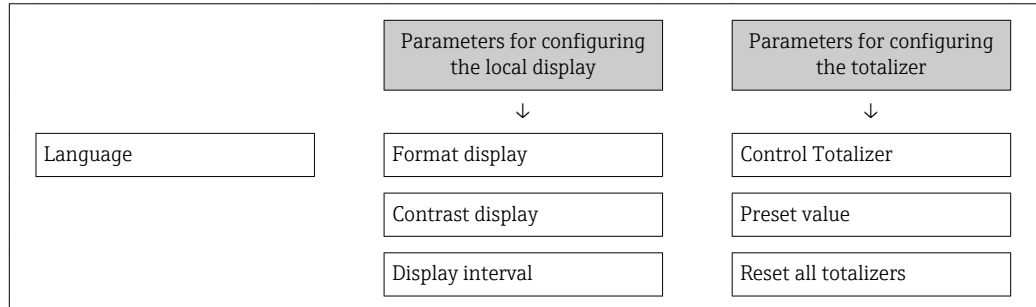 Parameters for configuring
the local display
Parameters for configuring
the totalizer
↓
↓
Language
Format display
Control Totalizer
Contrast display
Preset value
Display interval
Reset all totalizers